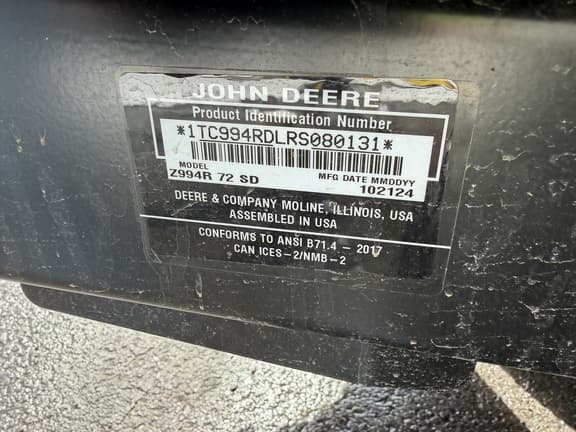 JOHN DEERE
Product Identification Number
*1TC994RDLRS080131*
MODEL MFG DATE MMDDYY
Z994R 72 SD 102124
DEERE & COMPANY MOLINE, ILLINOIS, USA
ASSEMBLED IN USA
CONFORMS TO ANSI B71.4 - 2017
CAN ICES-2/NMB-2